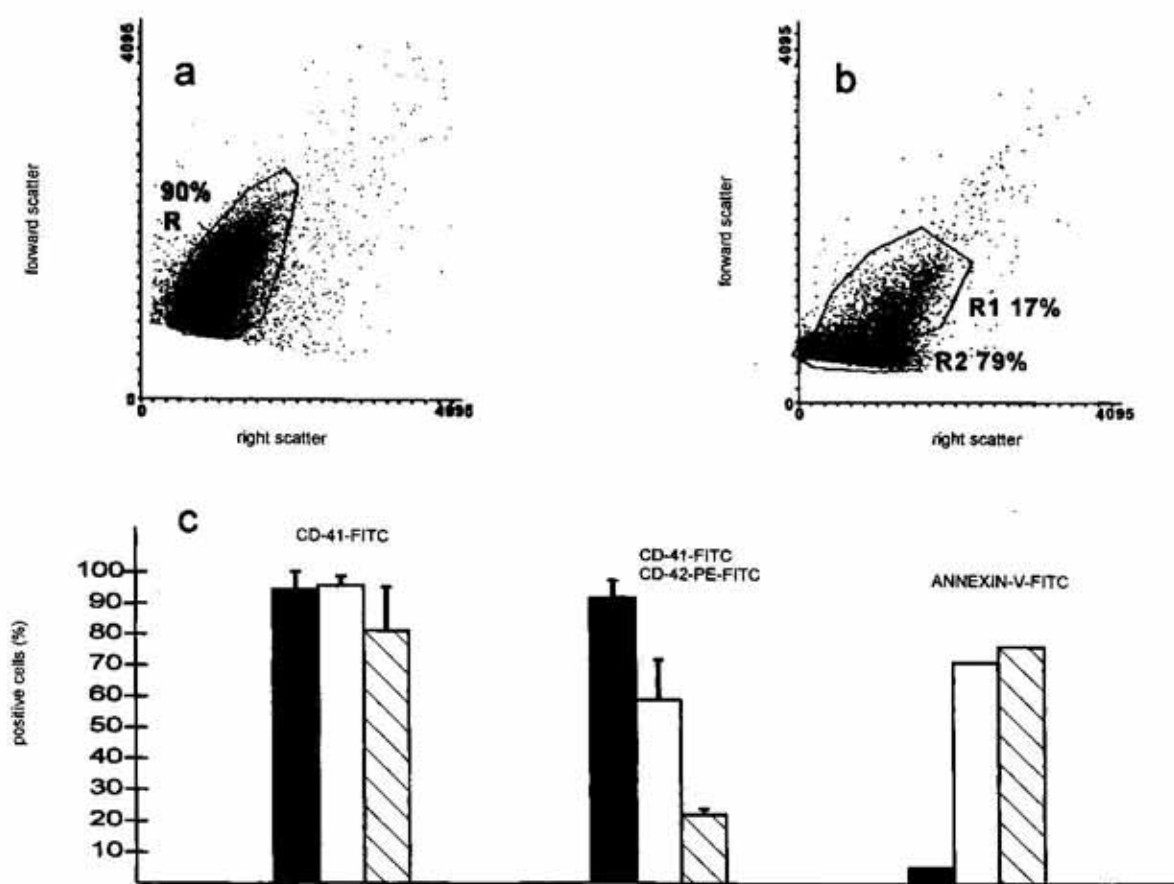 4095
a
forward scatter
90%
R
0
4095
right scatter
4095
b
forward scatter
R1 17%
R2 79%
0
4095
right scatter
c
CD-41-FITC
CD-41-FITC
CD-42-PE-FITC
ANNEXIN-V-FITC
positive cells (%)
100
90
80
70
60
50
40
30
20
10